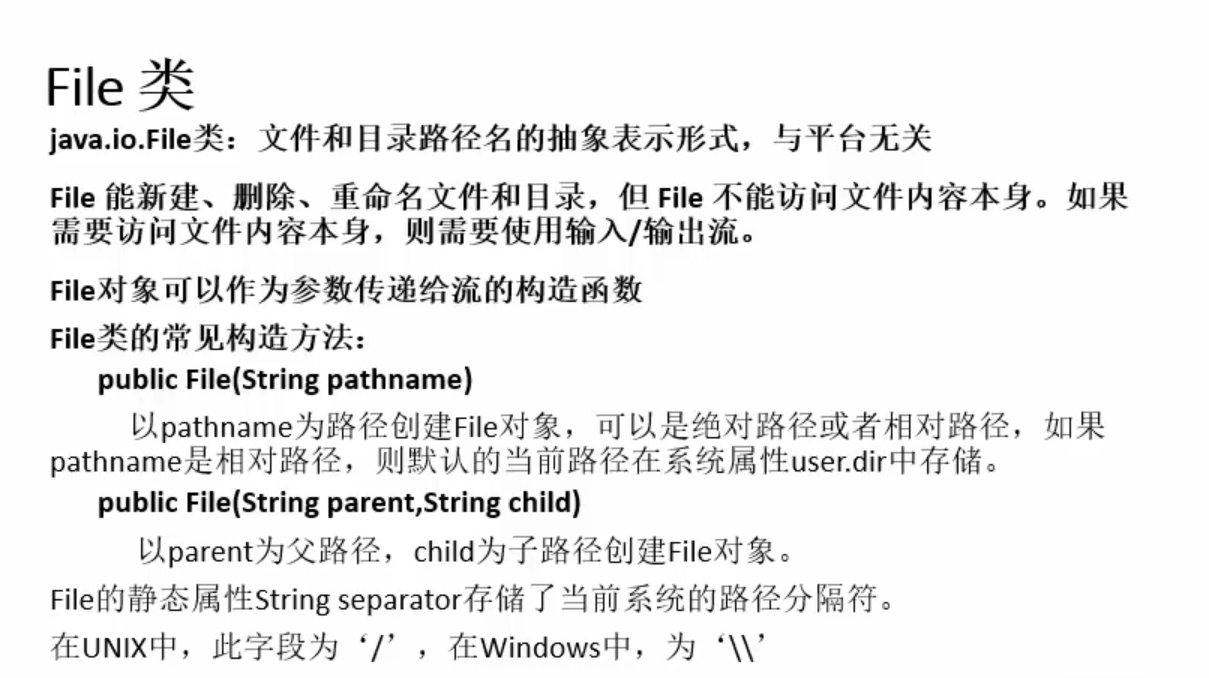 File 类
java.io.File类：文件和目录路径名的抽象表示形式，与平台无关
File 能新建、删除、重命名文件和目录，但 File 不能访问文件内容本身。如果
需要访问文件内容本身，则需要使用输入/输出流。
File对象可以作为参数传递给流的构造函数
File类的常见构造方法：
public File(String pathname)
以pathname为路径创建File对象，可以是绝对路径或者相对路径，如果
pathname是相对路径，则默认的当前路径在系统属性user.dir中存储。
public File(String parent,String child)
以parent为父路径，child为子路径创建File对象。
File的静态属性String separator存储了当前系统的路径分隔符。
在UNIX中，此字段为‘/’，在Windows中，为‘\\’